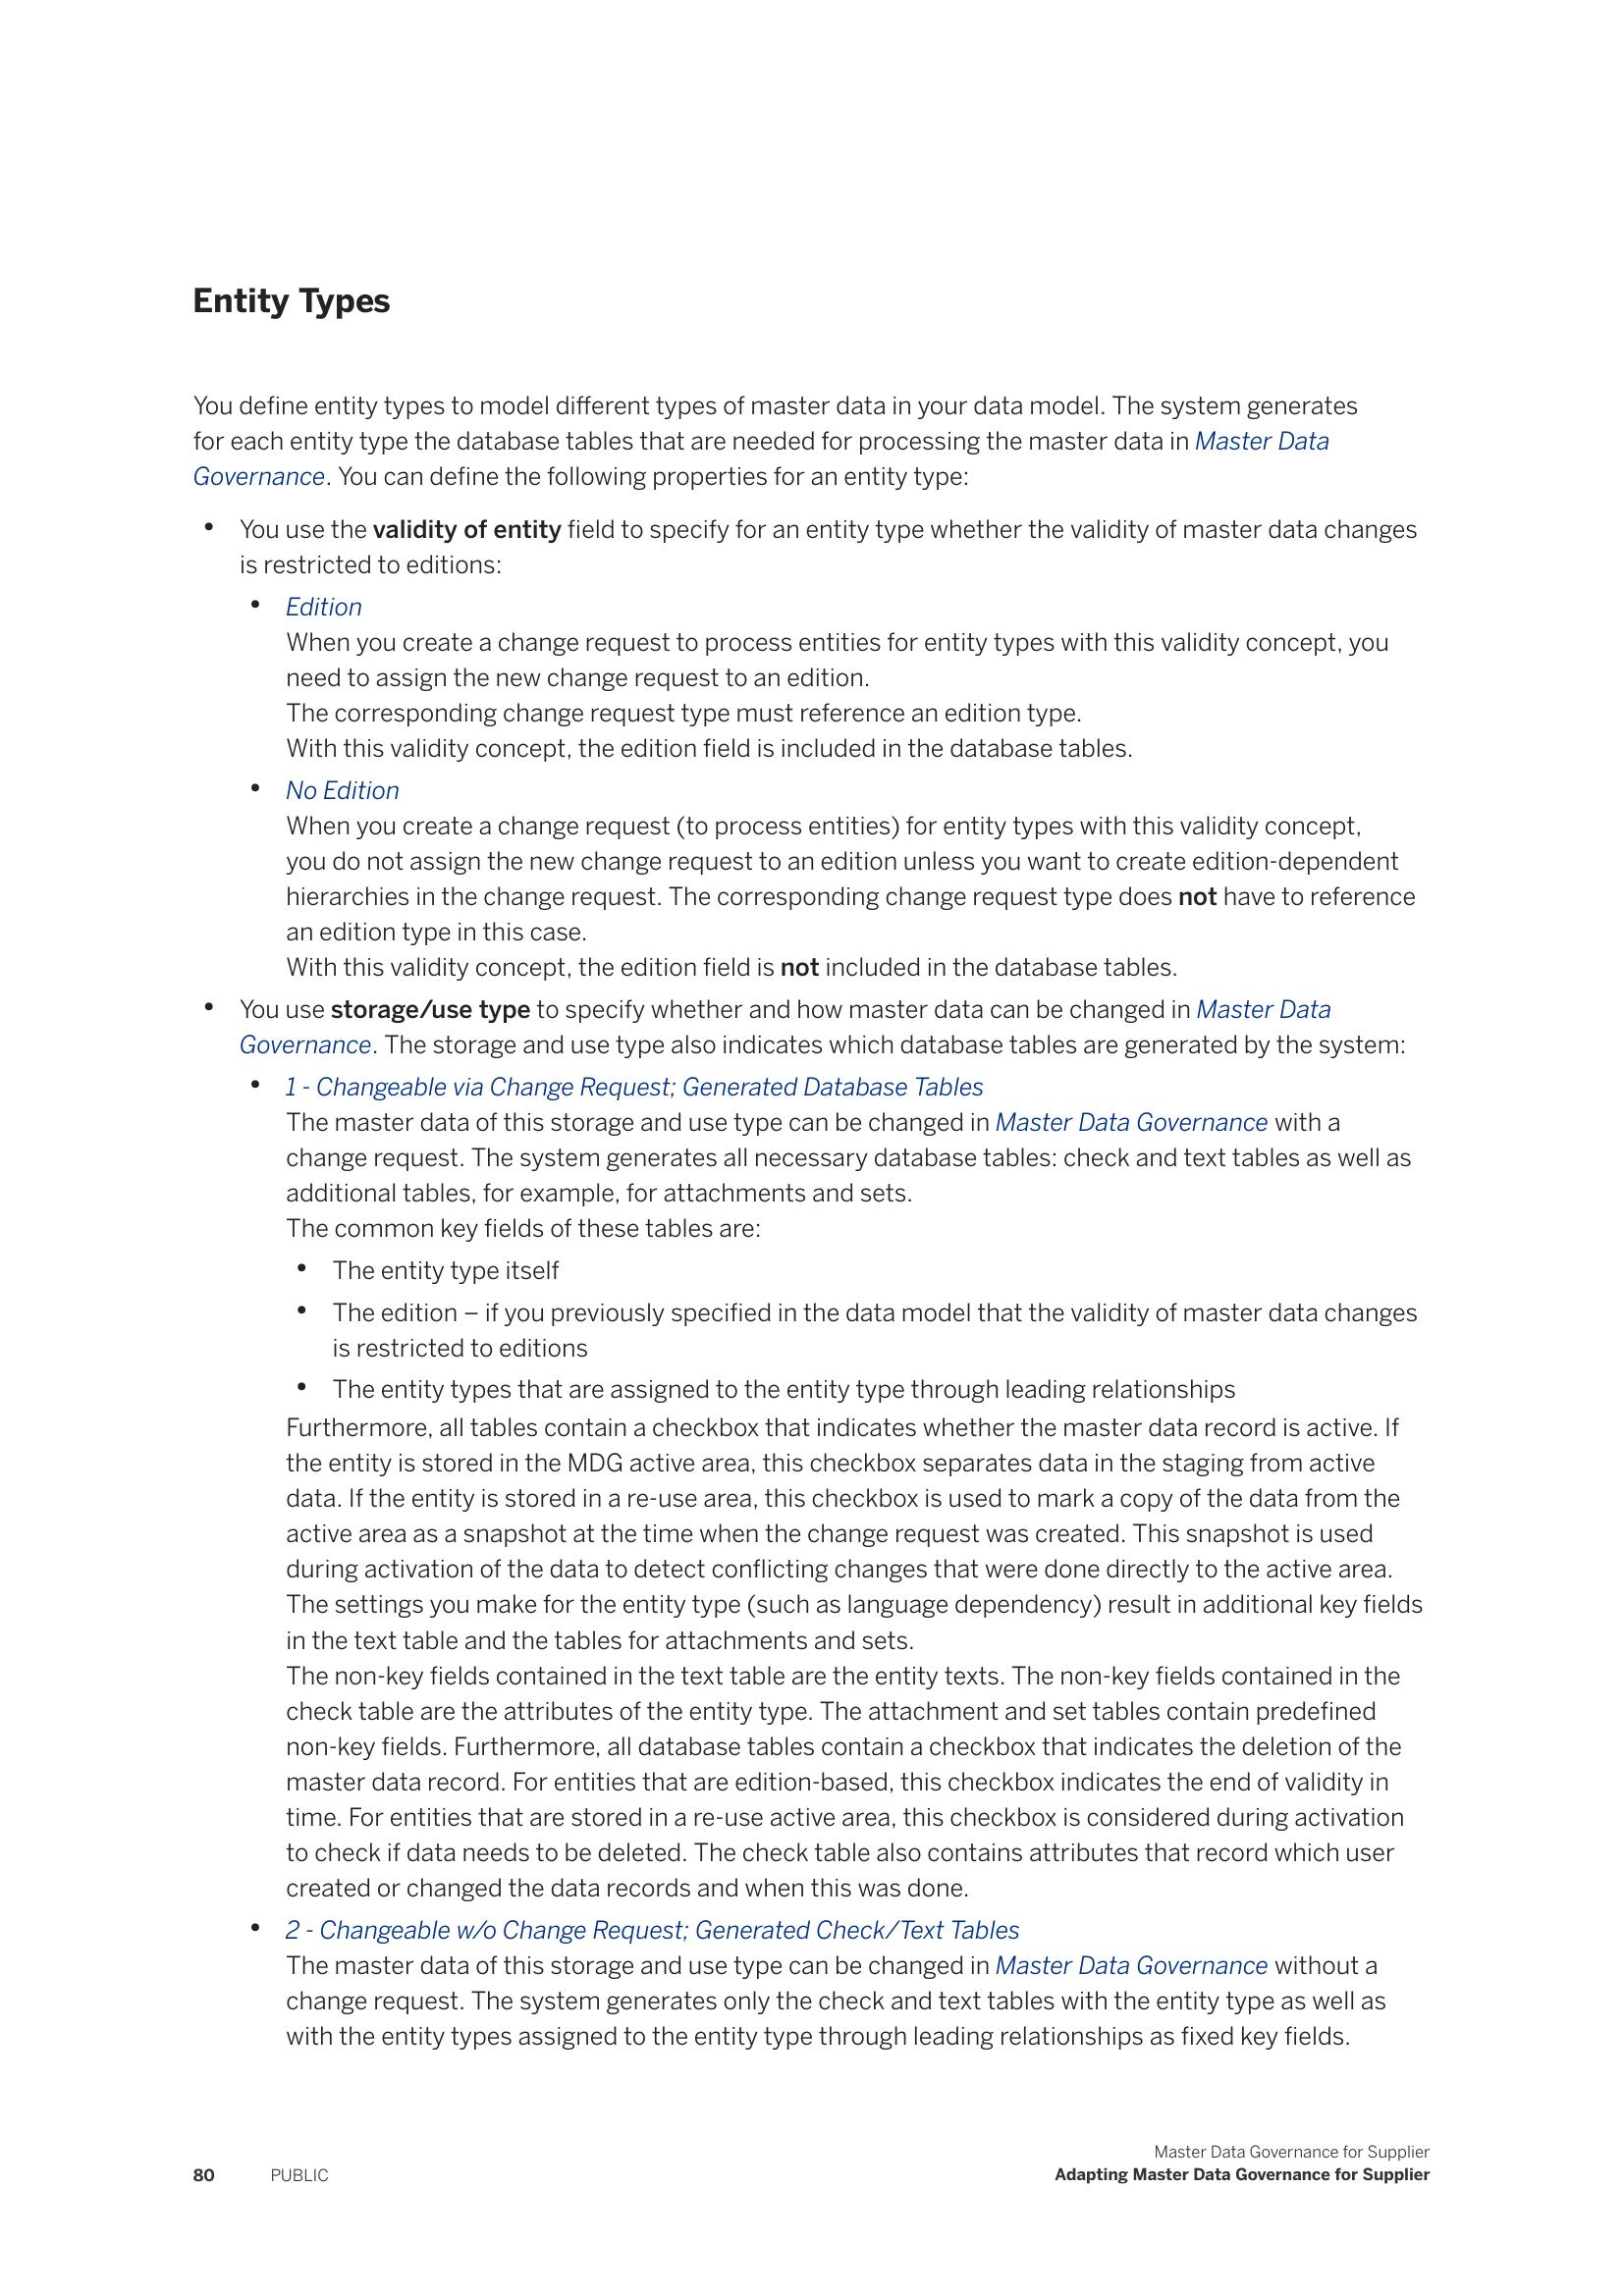 Entity Types
You define entity types to model different types of master data in your data model. The system generates
for each entity type the database tables that are needed for processing the master data in Master Data
Governance. You can define the following properties for an entity type:
• You use the validity of entity field to specify for an entity type whether the validity of master data changes
is restricted to editions:
• Edition
When you create a change request to process entities for entity types with this validity concept, you
need to assign the new change request to an edition.
The corresponding change request type must reference an edition type.
With this validity concept, the edition field is included in the database tables.
• No Edition
When you create a change request (to process entities) for entity types with this validity concept,
you do not assign the new change request to an edition unless you want to create edition-dependent
hierarchies in the change request. The corresponding change request type does not have to reference
an edition type in this case.
With this validity concept, the edition field is not included in the database tables.
• You use storage/use type to specify whether and how master data can be changed in Master Data
Governance. The storage and use type also indicates which database tables are generated by the system:
• 1 - Changeable via Change Request; Generated Database Tables
The master data of this storage and use type can be changed in Master Data Governance with a
change request. The system generates all necessary database tables: check and text tables as well as
additional tables, for example, for attachments and sets.
The common key fields of these tables are:
• The entity type itself
• The edition – if you previously specified in the data model that the validity of master data changes
is restricted to editions
• The entity types that are assigned to the entity type through leading relationships
Furthermore, all tables contain a checkbox that indicates whether the master data record is active. If
the entity is stored in the MDG active area, this checkbox separates data in the staging from active
data. If the entity is stored in a re-use area, this checkbox is used to mark a copy of the data from the
active area as a snapshot at the time when the change request was created. This snapshot is used
during activation of the data to detect conflicting changes that were done directly to the active area.
The settings you make for the entity type (such as language dependency) result in additional key fields
in the text table and the tables for attachments and sets.
The non-key fields contained in the text table are the entity texts. The non-key fields contained in the
check table are the attributes of the entity type. The attachment and set tables contain predefined
non-key fields. Furthermore, all database tables contain a checkbox that indicates the deletion of the
master data record. For entities that are edition-based, this checkbox indicates the end of validity in
time. For entities that are stored in a re-use active area, this checkbox is considered during activation
to check if data needs to be deleted. The check table also contains attributes that record which user
created or changed the data records and when this was done.
• 2 - Changeable w/o Change Request; Generated Check/Text Tables
The master data of this storage and use type can be changed in Master Data Governance without a
change request. The system generates only the check and text tables with the entity type as well as
with the entity types assigned to the entity type through leading relationships as fixed key fields.
Master Data Governance for Supplier
80 PUBLIC Adapting Master Data Governance for Supplier